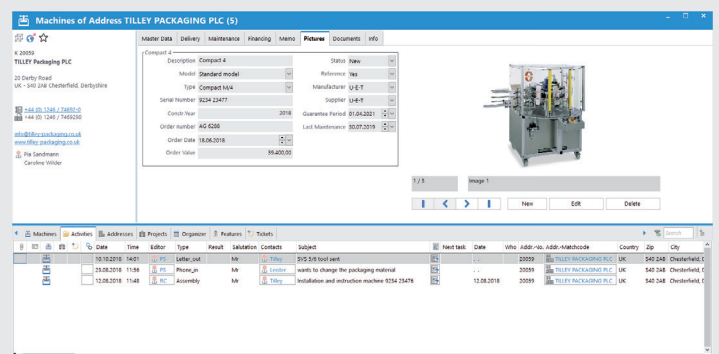 Machines of Address TILLEY PACKAGING PLC (5)
K 20059
TILLEY Packaging PLC
20 Derby Road
UK - S40 2AB Chesterfield, Derbyshire
+44 (0) 1246 / 74692-0
+44 (0) 1246 / 7469290
info@tilley-packaging.co.uk
www.tilley-packaging.co.uk
Pia Sandmann
Caroline Wilder
Master Data Delivery Maintenance Financing Memo Pictures Documents Info
Compact 4
Description Compact 4 Status New
Model Standard model Reference Yes
Type Compact M/4 Manufacturer U-E-T
Serial Number 9234 23477 Supplier U-E-T
Constr.Year 2018 Guarantee Period 01.04.2021
Order number AG 6288 Last Maintenance 30.07.2019
Order Date 18.06.2018
Order Value 59.400,00
1 / 5 Image 1
New Edit Delete
Machines Activities Addresses Projects Organizer Features Tickets Search
Date Time Editor Type Result Salutation Contacts Subject Next task Date Who Addr.-No. Addr.-Matchcode Country Zip City
10.10.2018 14:01 PS Letter_out Mr Tilley SVS 5/6 tool sent . . 20059 TILLEY PACKAGING PLC UK S40 2AB Chesterfield, D
25.08.2018 11:56 PS Phone_in Mr Lender wants to change the packaging material . . 20059 TILLEY PACKAGING PLC UK S40 2AB Chesterfield, D
12.08.2018 11:48 RC Assembly Mr Tilley Installation and instruction machine 9234 23476 12.08.2018 20059 TILLEY PACKAGING PLC UK S40 2AB Chesterfield, D